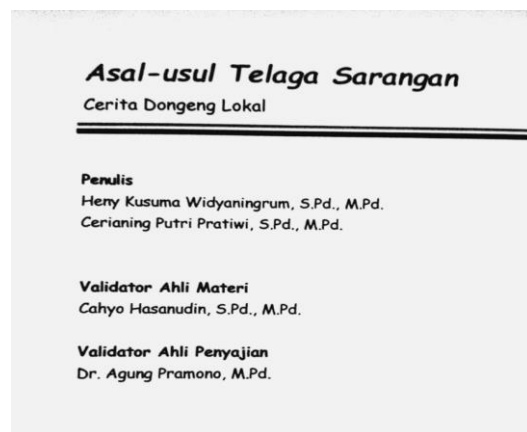 Asal-usul Telaga Sarangan
Cerita Dongeng Lokal
Penulis
Heny Kusuma Widyaningrum, S.Pd., M.Pd.
Cerianing Putri Pratiwi, S.Pd., M.Pd.
Validator Ahli Materi
Cahyo Hasanudin, S.Pd., M.Pd.
Validator Ahli Penyajian
Dr. Agung Pramono, M.Pd.